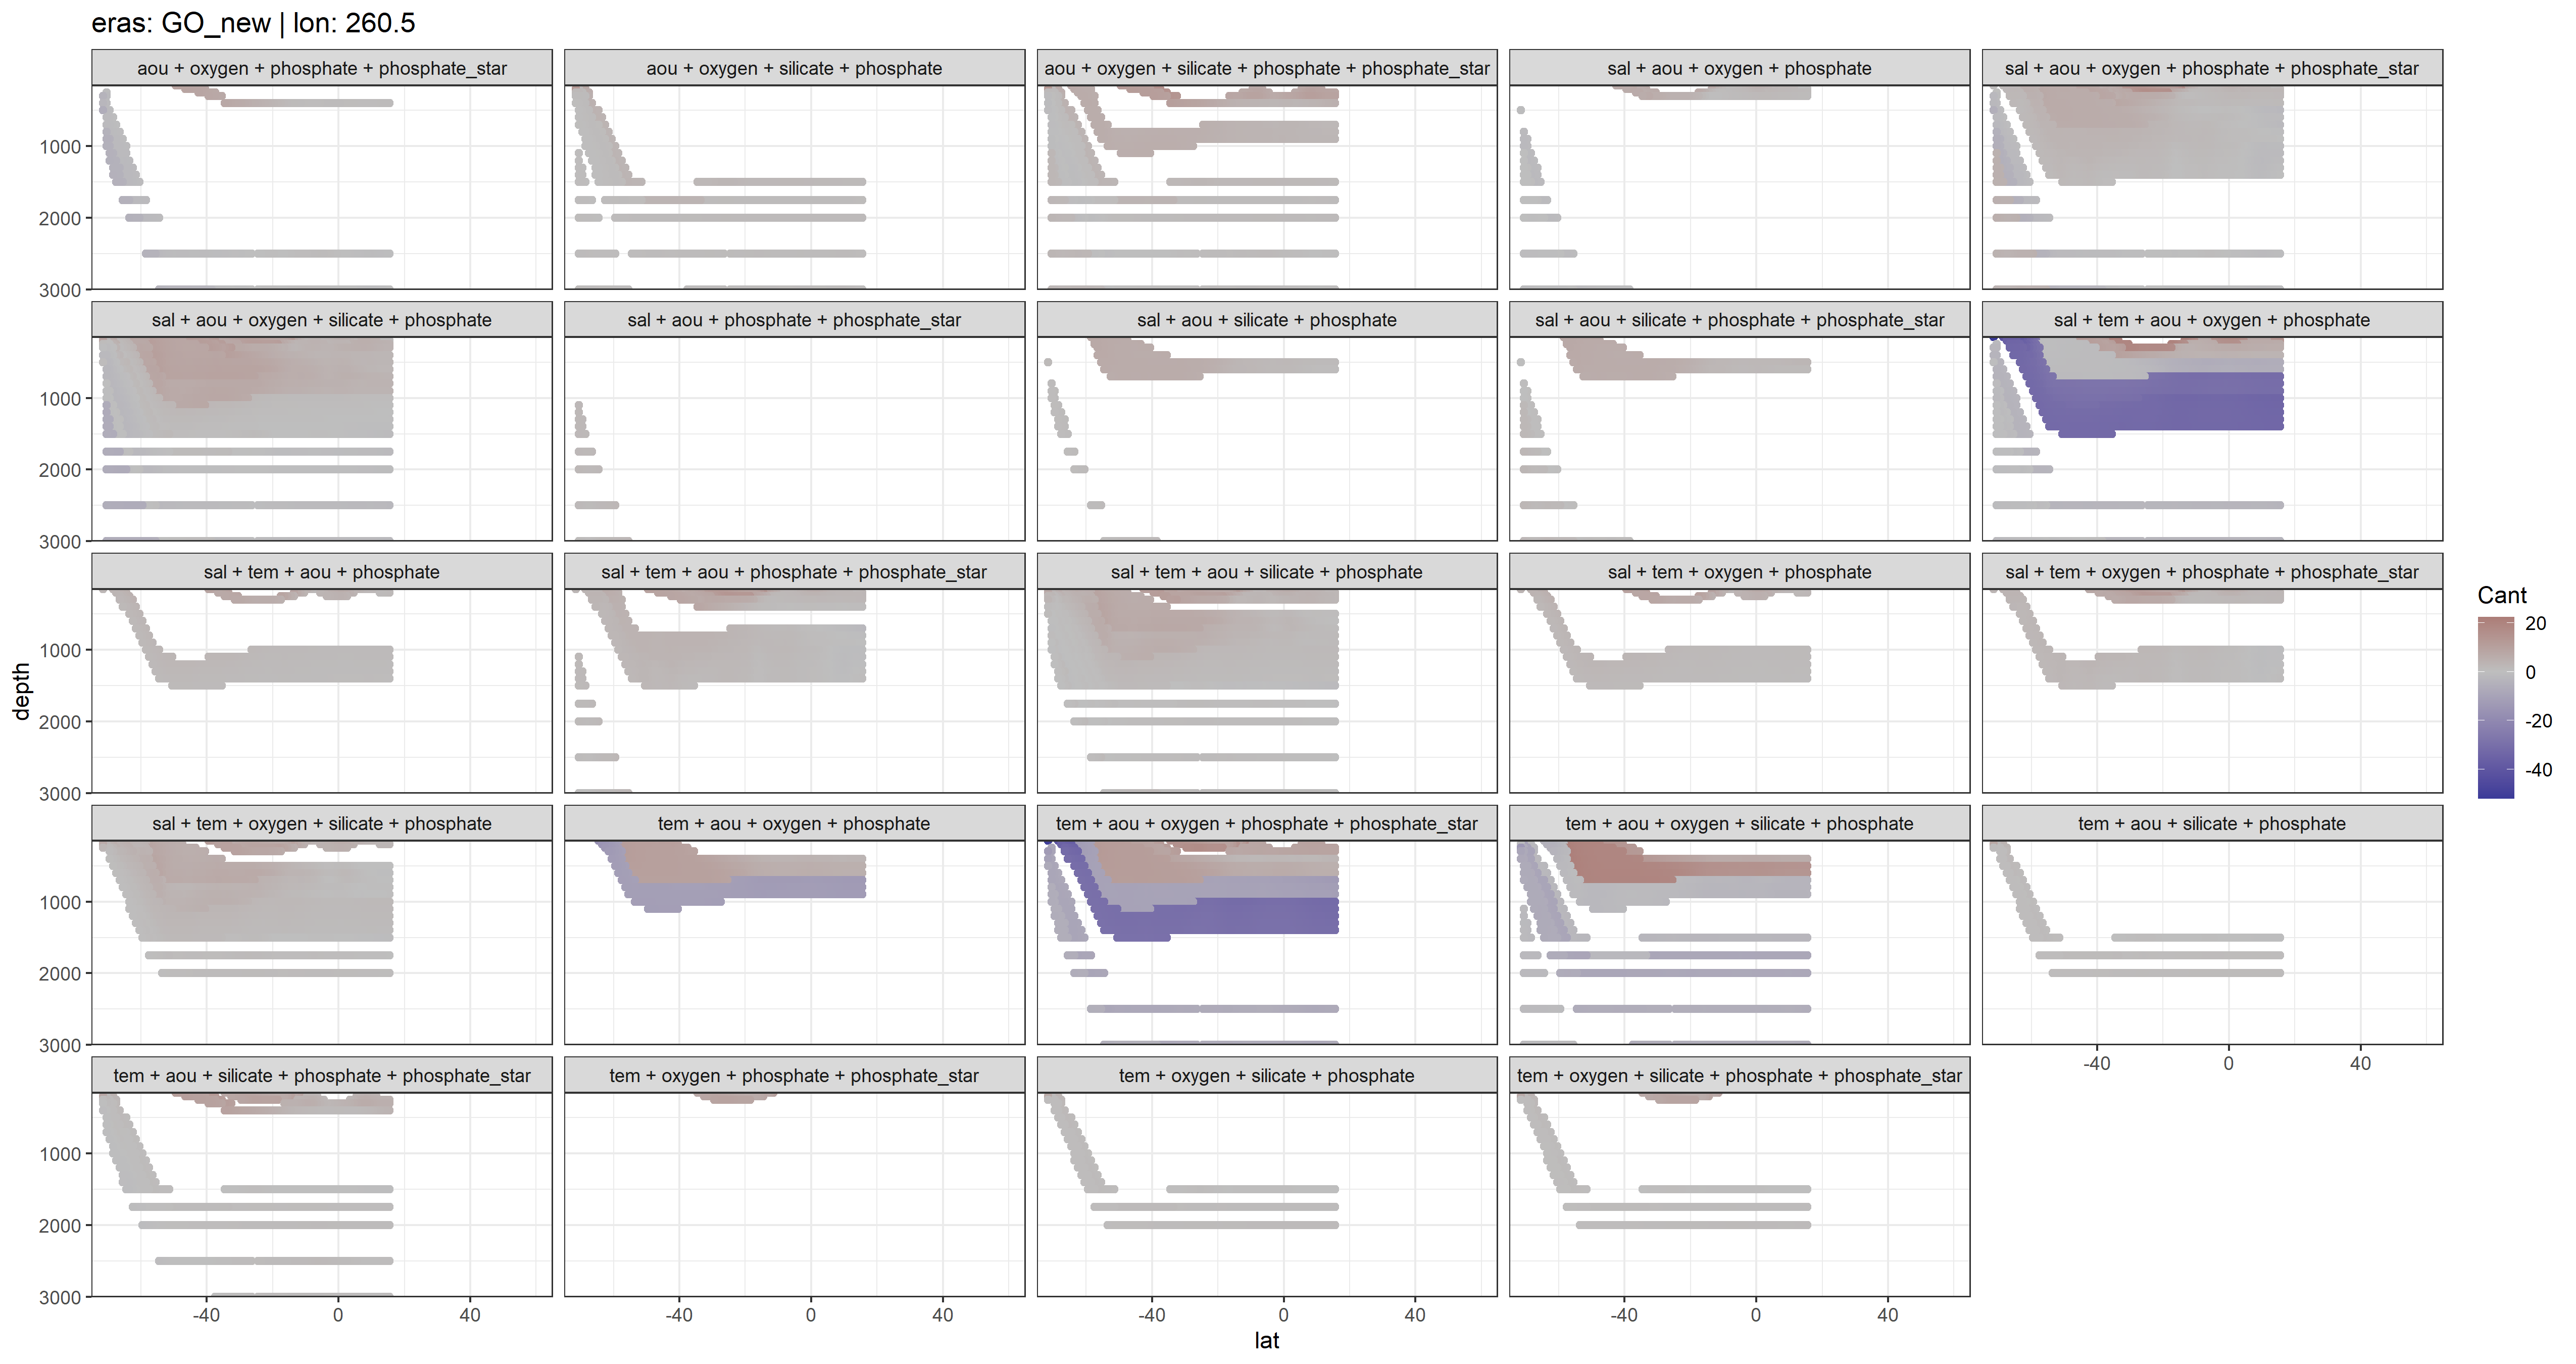 eras: GO_new | lon: 260.5
aou + oxygen + phosphate + phosphate_star
aou + oxygen + silicate + phosphate
aou + oxygen + silicate + phosphate + phosphate_star
sal + aou + oxygen + phosphate
sal + aou + oxygen + phosphate + phosphate_star
1000
2000
3000
sal + aou + oxygen + silicate + phosphate
sal + aou + phosphate + phosphate_star
sal + aou + silicate + phosphate
sal + aou + silicate + phosphate + phosphate_star
sal + tem + aou + oxygen + phosphate
1000
2000
3000
sal + tem + aou + phosphate
sal + tem + aou + phosphate + phosphate_star
sal + tem + aou + silicate + phosphate
sal + tem + oxygen + phosphate
sal + tem + oxygen + phosphate + phosphate_star
1000
2000
3000
depth
Cant
20
0
-20
-40
sal + tem + oxygen + silicate + phosphate
tem + aou + oxygen + phosphate
tem + aou + oxygen + phosphate + phosphate_star
tem + aou + oxygen + silicate + phosphate
tem + aou + silicate + phosphate
1000
2000
3000
-40
0
40
tem + aou + silicate + phosphate + phosphate_star
tem + oxygen + phosphate + phosphate_star
tem + oxygen + silicate + phosphate
tem + oxygen + silicate + phosphate + phosphate_star
1000
2000
3000
-40
0
40
-40
0
40
-40
0
40
-40
0
40
lat